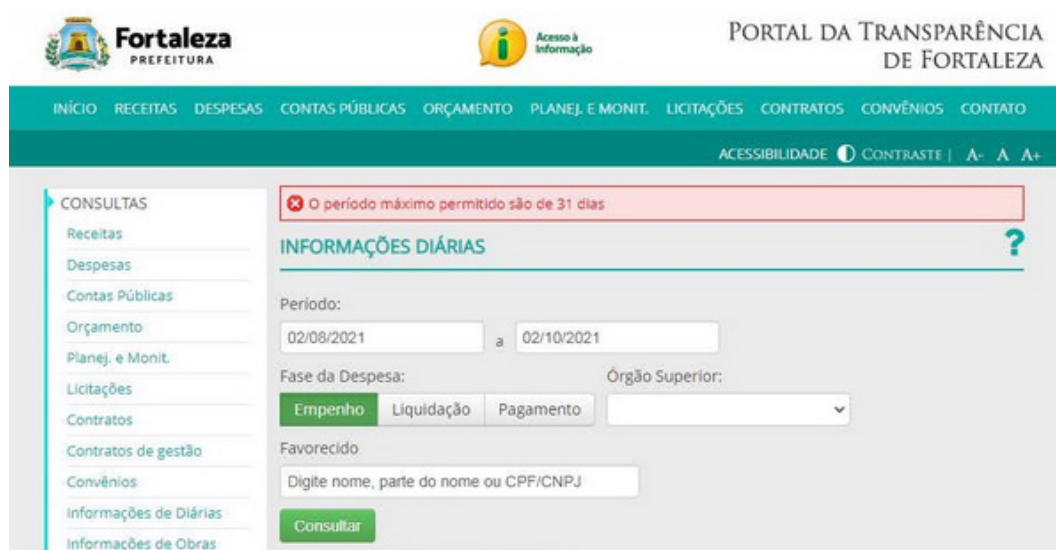 Fortaleza
PREFEITURA
Acesso à
Informação
PORTAL DA TRANSPARÊNCIA
DE FORTALEZA
INÍCIO RECEITAS DESPESAS CONTAS PÚBLICAS ORÇAMENTO PLANEJ. E MONIT. LICITAÇÕES CONTRATOS CONVÊNIOS CONTATO
ACESSIBILIDADE CONTRASTE | A- A A+
CONSULTAS
Receitas
Despesas
Contas Públicas
Orçamento
Planej. e Monit.
Licitações
Contratos
Contratos de gestão
Convênios
Informações de Diárias
Informações de Obras
O período máximo permitido são de 31 dias
INFORMAÇÕES DIÁRIAS ?
Período:
02/08/2021 a 02/10/2021
Fase da Despesa: Órgão Superior:
Empenho Liquidação Pagamento
Favorecido
Digite nome, parte do nome ou CPF/CNPJ
Consultar